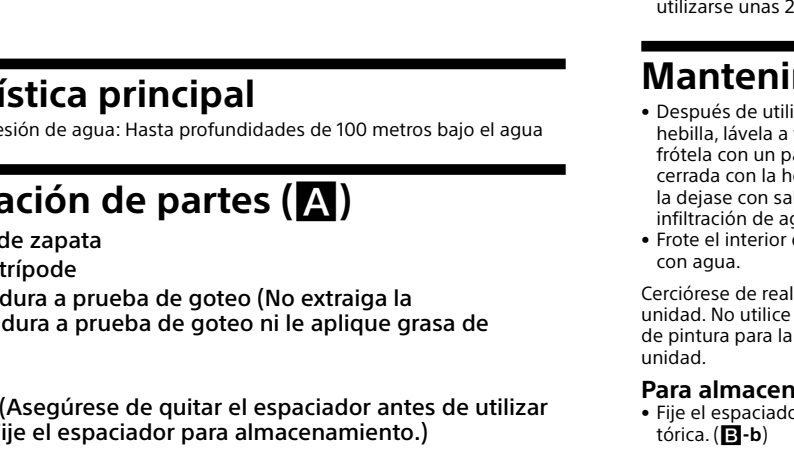 ística principal
esión de agua: Hasta profundidades de 100 metros bajo el agua
ación de partes (A)
de zapata
trípode
dura a prueba de goteo (No extraiga la
dura a prueba de goteo ni le aplique grasa de
(Asegúrese de quitar el espaciador antes de utilizar
ije el espaciador para almacenamiento.)
utilizarse unas 2
Manteni
• Después de utili
hebilla, lávela a
frótela con un pa
cerrada con la he
la dejase con sa
infiltración de ag
• Frote el interior
con agua.
Cerciórese de real
unidad. No utilice
de pintura para la
unidad.
Para almacen
• Fije el espaciado
tórica. (B-b)